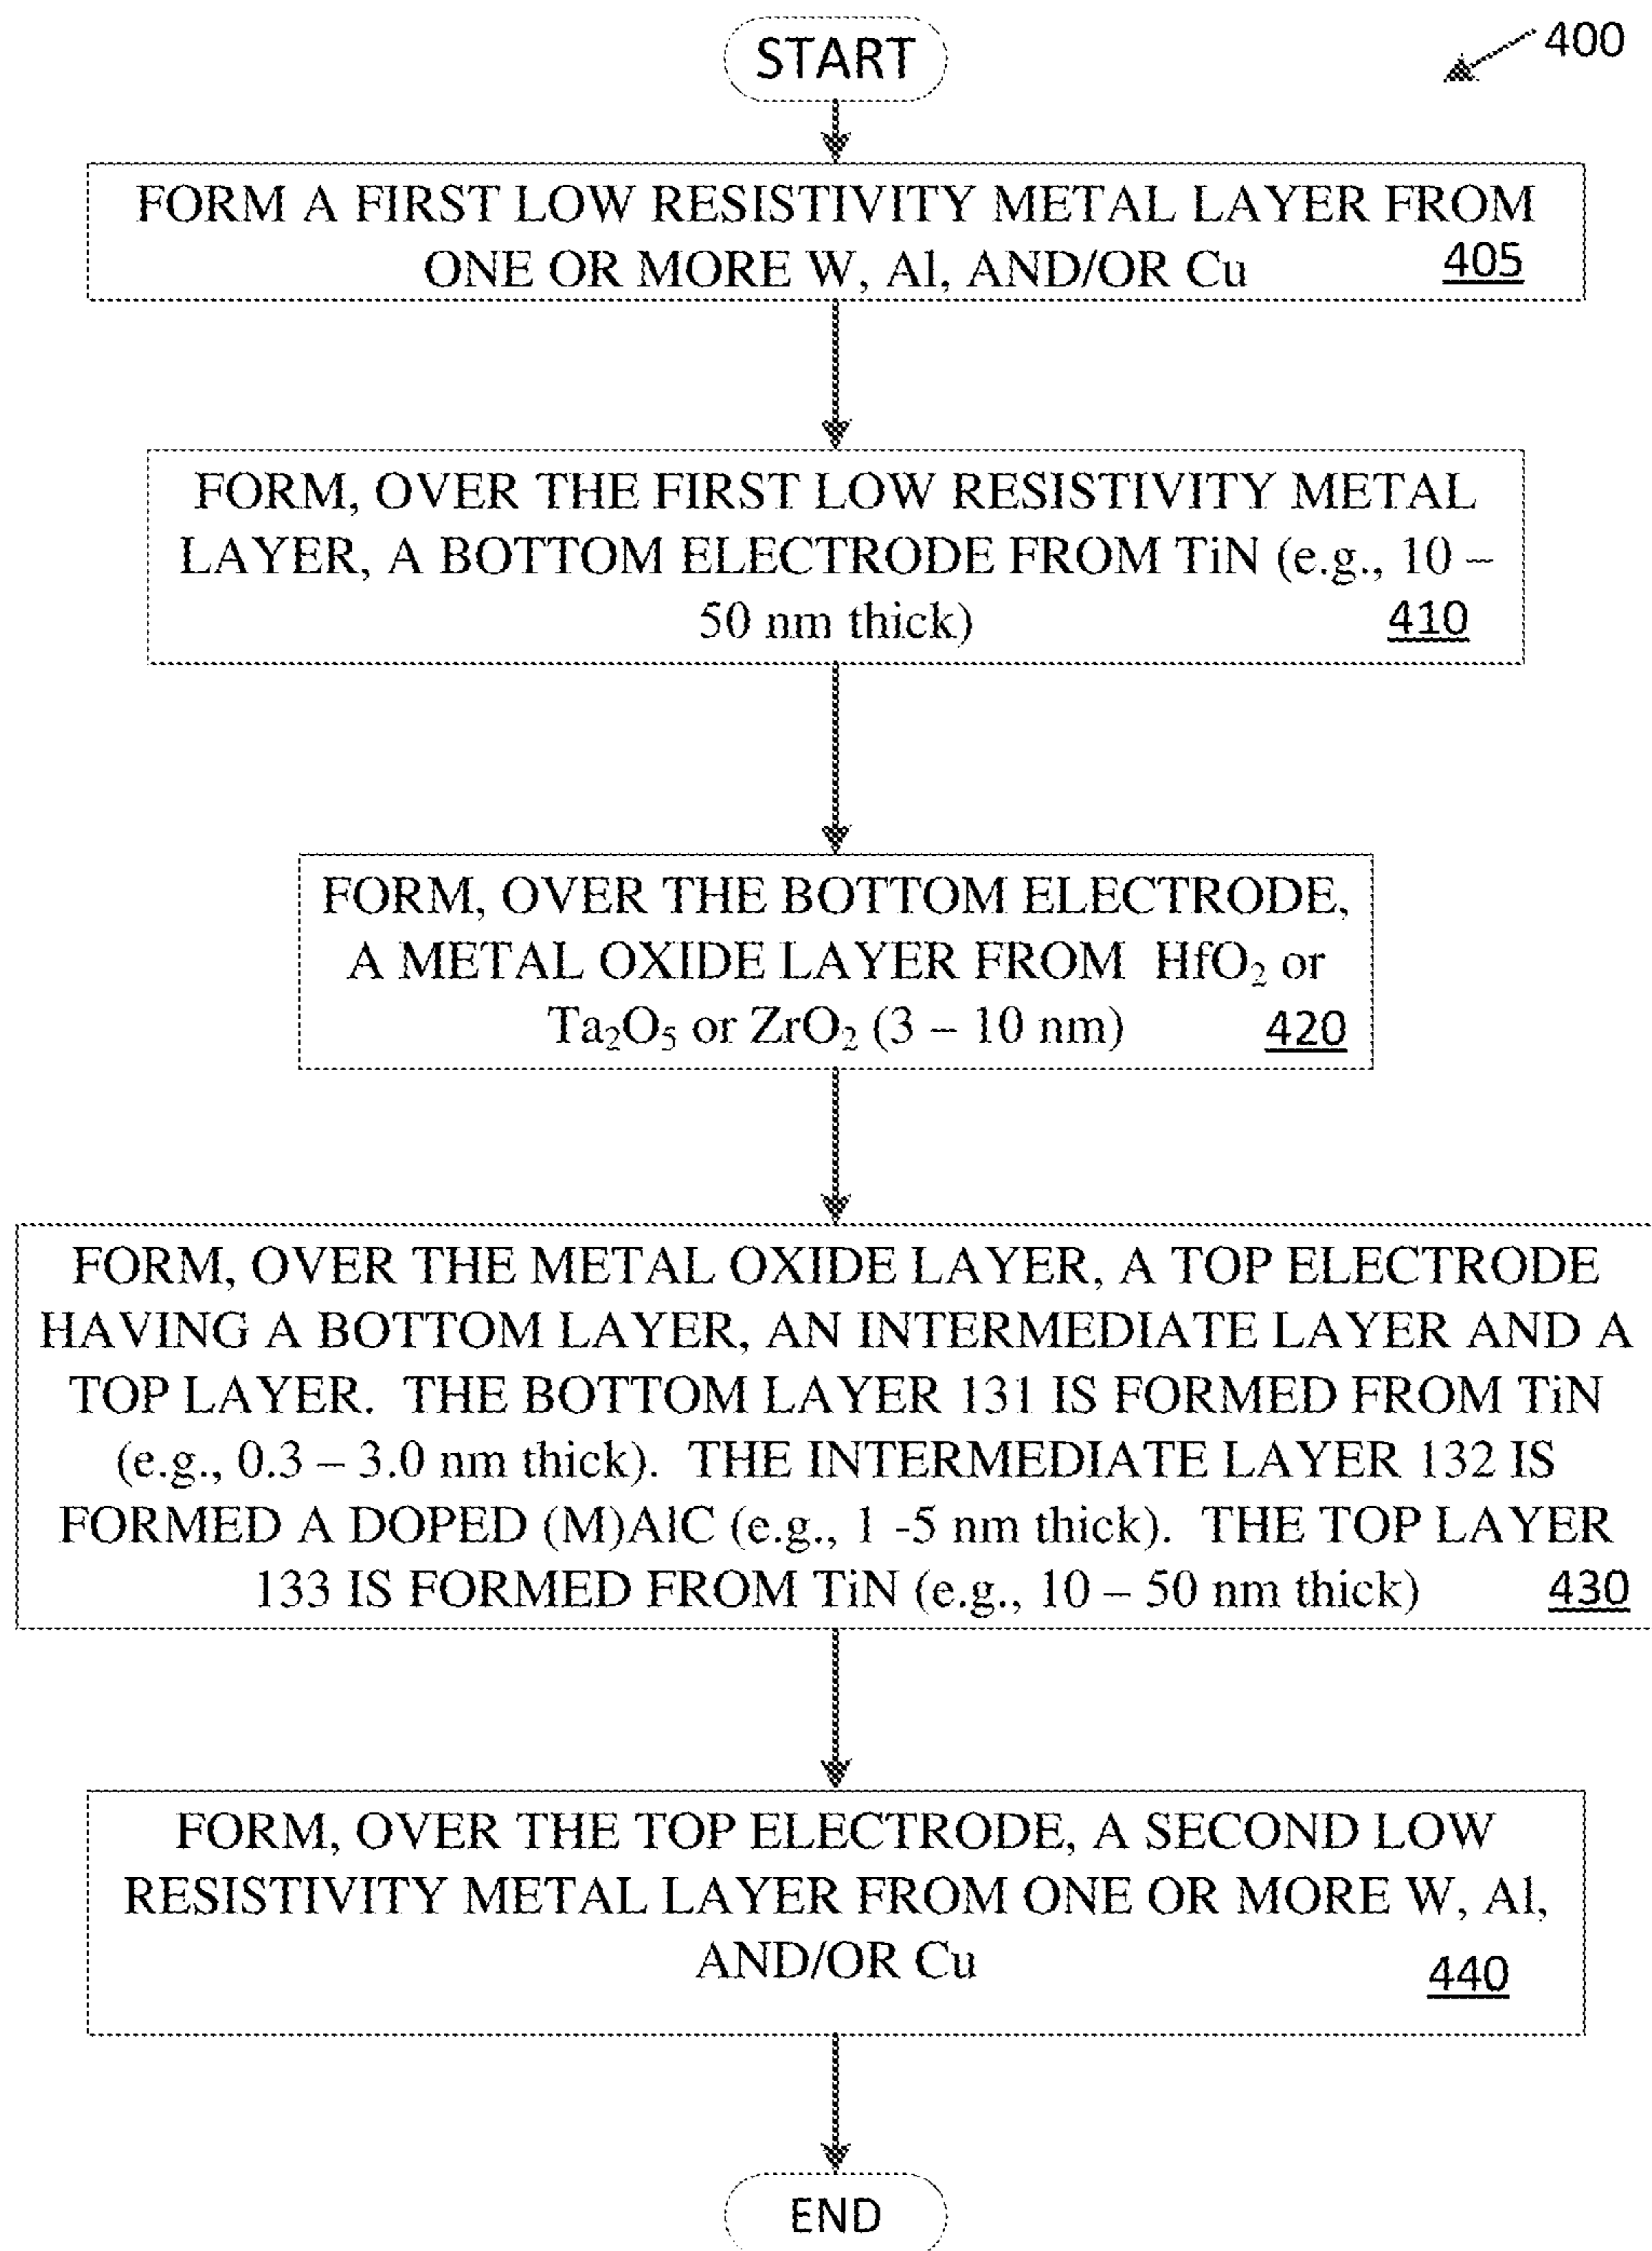 START
400
FORM A FIRST LOW RESISTIVITY METAL LAYER FROM
ONE OR MORE W, Al, AND/OR Cu 405
FORM, OVER THE FIRST LOW RESISTIVITY METAL
LAYER, A BOTTOM ELECTRODE FROM TiN (e.g., 10 –
50 nm thick) 410
FORM, OVER THE BOTTOM ELECTRODE,
A METAL OXIDE LAYER FROM HfO₂ or
Ta₂O₅ or ZrO₂ (3 – 10 nm) 420
FORM, OVER THE METAL OXIDE LAYER, A TOP ELECTRODE
HAVING A BOTTOM LAYER, AN INTERMEDIATE LAYER AND A
TOP LAYER. THE BOTTOM LAYER 131 IS FORMED FROM TiN
(e.g., 0.3 – 3.0 nm thick). THE INTERMEDIATE LAYER 132 IS
FORMED A DOPED (M)AlC (e.g., 1 -5 nm thick). THE TOP LAYER
133 IS FORMED FROM TiN (e.g., 10 – 50 nm thick) 430
FORM, OVER THE TOP ELECTRODE, A SECOND LOW
RESISTIVITY METAL LAYER FROM ONE OR MORE W, Al,
AND/OR Cu 440
END